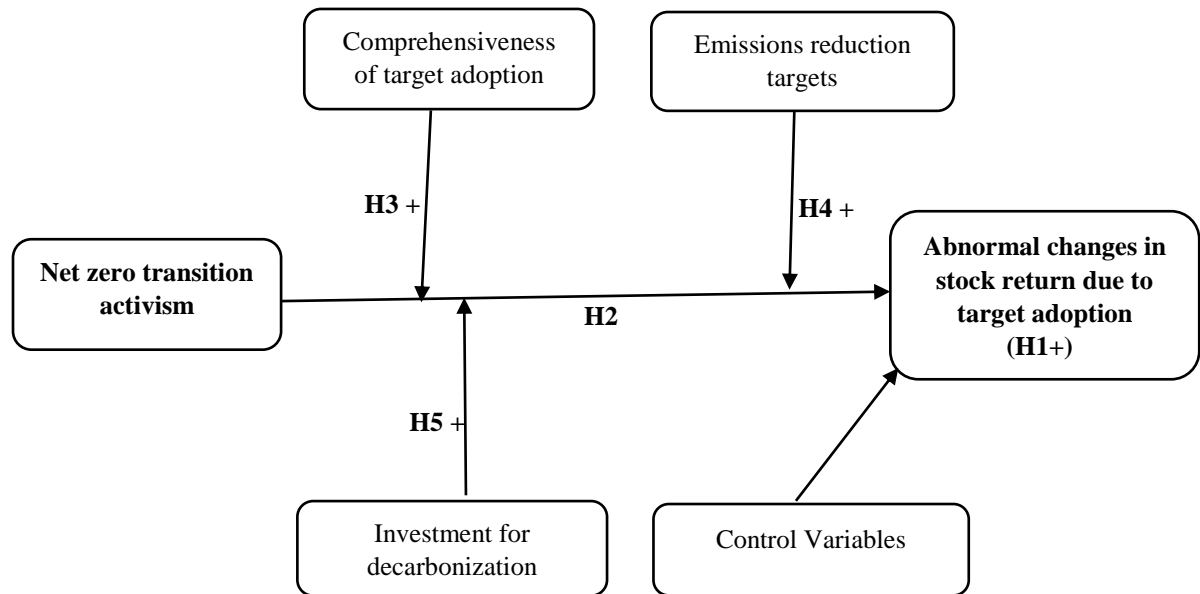 Comprehensiveness
of target adoption
Emissions reduction
targets
H3 +
H4 +
Net zero transition
activism
Abnormal changes in
stock return due to
target adoption
(H1+)
H2
H5 +
Investment for
decarbonization
Control Variables